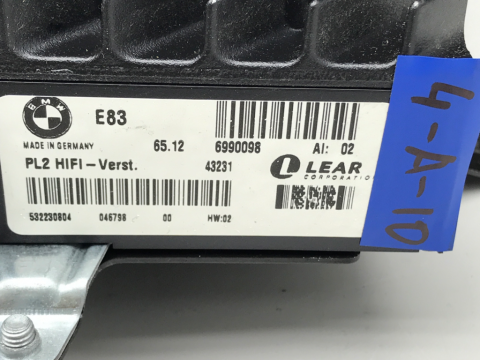 BMW
E83
MADE IN GERMANY 65.12 6990098 AI: 02
PL2 HIFI-Verst. 43231 LEAR
CORPORATION
532230804 046798 00 HW:02
4-A-10